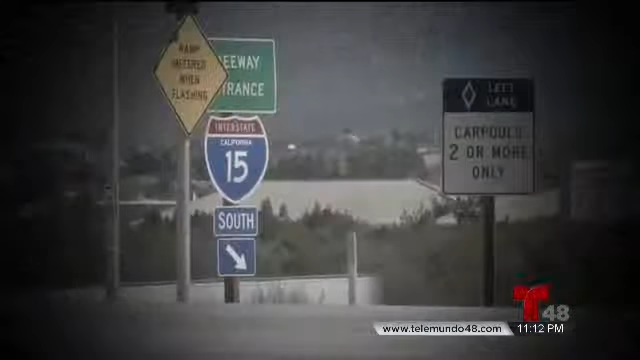 RAMP
METERED
WHEN
FLASHING
EEWAY
TRANCE
INTERSTATE
CALIFORNIA
15
SOUTH
LEFT
LANE
CARPOOLS
2 OR MORE
ONLY
48
www.telemundo48.com
11:12 PM